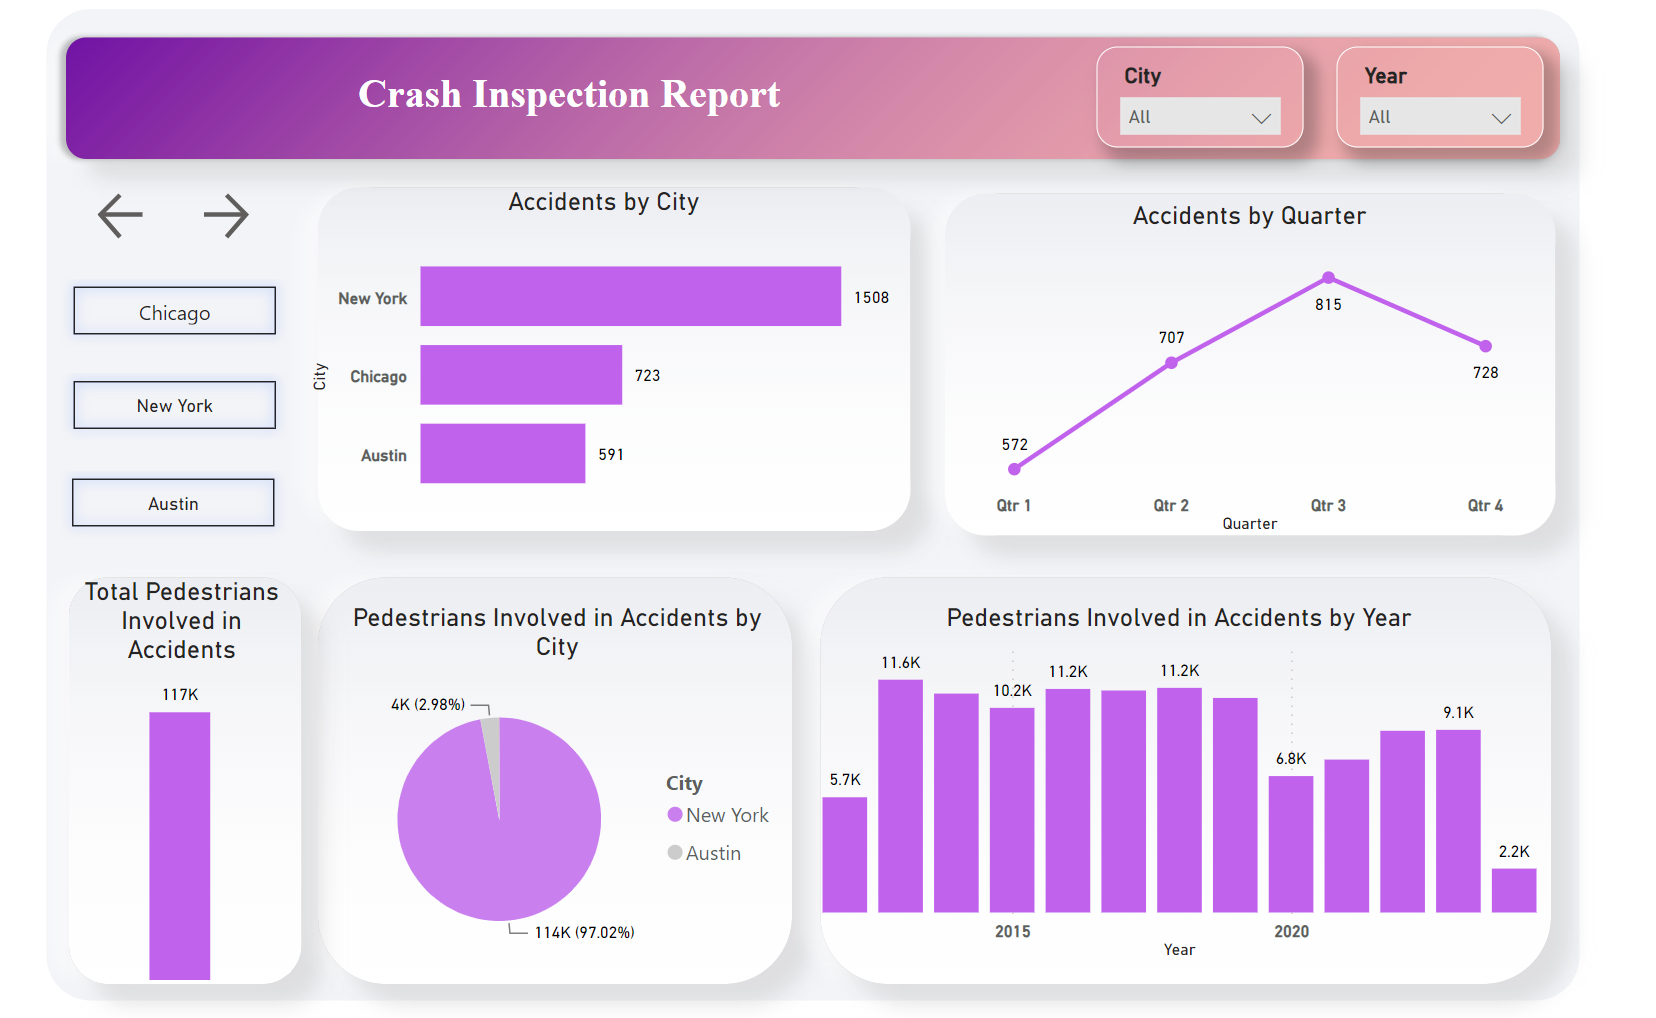 Crash Inspection Report
City
All
Year
All
Chicago
New York
Austin
Accidents by City
City
New York
1508
Chicago
723
Austin
591
Accidents by Quarter
572
707
815
728
Qtr 1
Qtr 2
Qtr 3
Qtr 4
Quarter
Total Pedestrians
Involved in
Accidents
117K
Pedestrians Involved in Accidents by
City
4K (2.98%)
114K (97.02%)
City
New York
Austin
Pedestrians Involved in Accidents by Year
5.7K
11.6K
10.2K
11.2K
11.2K
6.8K
9.1K
2.2K
2015
2020
Year